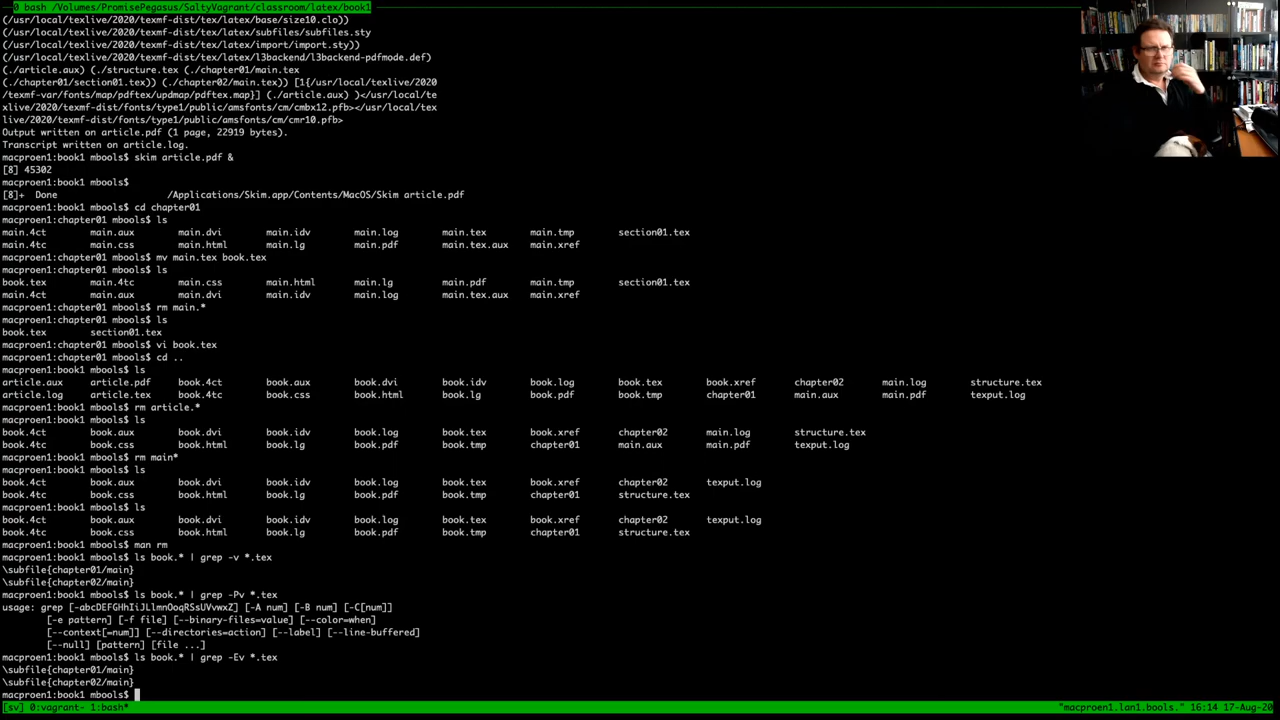 0 bash /Volumes/PromisePegasus/SaltyVagrant/classroom/latex/book1
(/usr/local/texlive/2020/texmf-dist/tex/latex/base/size10.clo))
(/usr/local/texlive/2020/texmf-dist/tex/latex/subfiles/subfiles.sty
(/usr/local/texlive/2020/texmf-dist/tex/latex/import/import.sty))
(/usr/local/texlive/2020/texmf-dist/tex/latex/l3backend/l3backend-pdfmode.def)
(./article.aux) (./structure.tex (./chapter01/main.tex
(./chapter01/section01.tex)) (./chapter02/main.tex)) [1{/usr/local/texlive/2020
/texmf-var/fonts/map/pdftex/updmap/pdftex.map}] (./article.aux) )</usr/local/te
xlive/2020/texmf-dist/fonts/type1/public/amsfonts/cm/cmbx12.pfb></usr/local/tex
live/2020/texmf-dist/fonts/type1/public/amsfonts/cm/cmr10.pfb>
Output written on article.pdf (1 page, 22919 bytes).
Transcript written on article.log.
macproen1:book1 mbools$ skim article.pdf &
[8] 45302
macproen1:book1 mbools$
[8]+  Done                    /Applications/Skim.app/Contents/MacOS/Skim article.pdf
macproen1:book1 mbools$ cd chapter01
macproen1:chapter01 mbools$ ls
main.4ct main.aux main.dvi main.idv main.log main.tex main.tmp section01.tex
main.4tc main.css main.html main.lg main.pdf main.tex.aux main.xref
macproen1:chapter01 mbools$ mv main.tex book.tex
macproen1:chapter01 mbools$ ls
book.tex main.4tc main.css main.html main.lg main.pdf main.tmp section01.tex
main.4ct main.aux main.dvi main.idv main.log main.tex.aux main.xref
macproen1:chapter01 mbools$ rm main.*
macproen1:chapter01 mbools$ ls
book.tex section01.tex
macproen1:chapter01 mbools$ vi book.tex
macproen1:chapter01 mbools$ cd ..
macproen1:book1 mbools$ ls
article.aux article.pdf book.4ct book.aux book.dvi book.idv book.log book.tex book.xref chapter02 main.log structure.tex
article.log article.tex book.4tc book.css book.html book.lg book.pdf book.tmp chapter01 main.aux main.pdf texput.log
macproen1:book1 mbools$ rm article.*
macproen1:book1 mbools$ ls
book.4ct book.aux book.dvi book.idv book.log book.tex book.xref chapter02 main.log structure.tex
book.4tc book.css book.html book.lg book.pdf book.tmp chapter01 main.aux main.pdf texput.log
macproen1:book1 mbools$ rm main*
macproen1:book1 mbools$ ls
book.4ct book.aux book.dvi book.idv book.log book.tex book.xref chapter02 texput.log
book.4tc book.css book.html book.lg book.pdf book.tmp chapter01 structure.tex
macproen1:book1 mbools$ ls
book.4ct book.aux book.dvi book.idv book.log book.tex book.xref chapter02 texput.log
book.4tc book.css book.html book.lg book.pdf book.tmp chapter01 structure.tex
macproen1:book1 mbools$ man rm
macproen1:book1 mbools$ ls book.* | grep -v *.tex
\subfile{chapter01/main}
\subfile{chapter02/main}
macproen1:book1 mbools$ ls book.* | grep -Pv *.tex
usage: grep [-abcDEFGHhIiJLlmnOoqRSsUVvwxZ] [-A num] [-B num] [-C[num]]
[-e pattern] [-f file] [--binary-files=value] [--color=when]
[--context[=num]] [--directories=action] [--label] [--line-buffered]
[--null] [pattern] [file ...]
macproen1:book1 mbools$ ls book.* | grep -Ev *.tex
\subfile{chapter01/main}
\subfile{chapter02/main}
macproen1:book1 mbools$
[sv] 0:vagrant- 1:bash* "macproen1.lan1.bools." 16:14 17-Aug-20